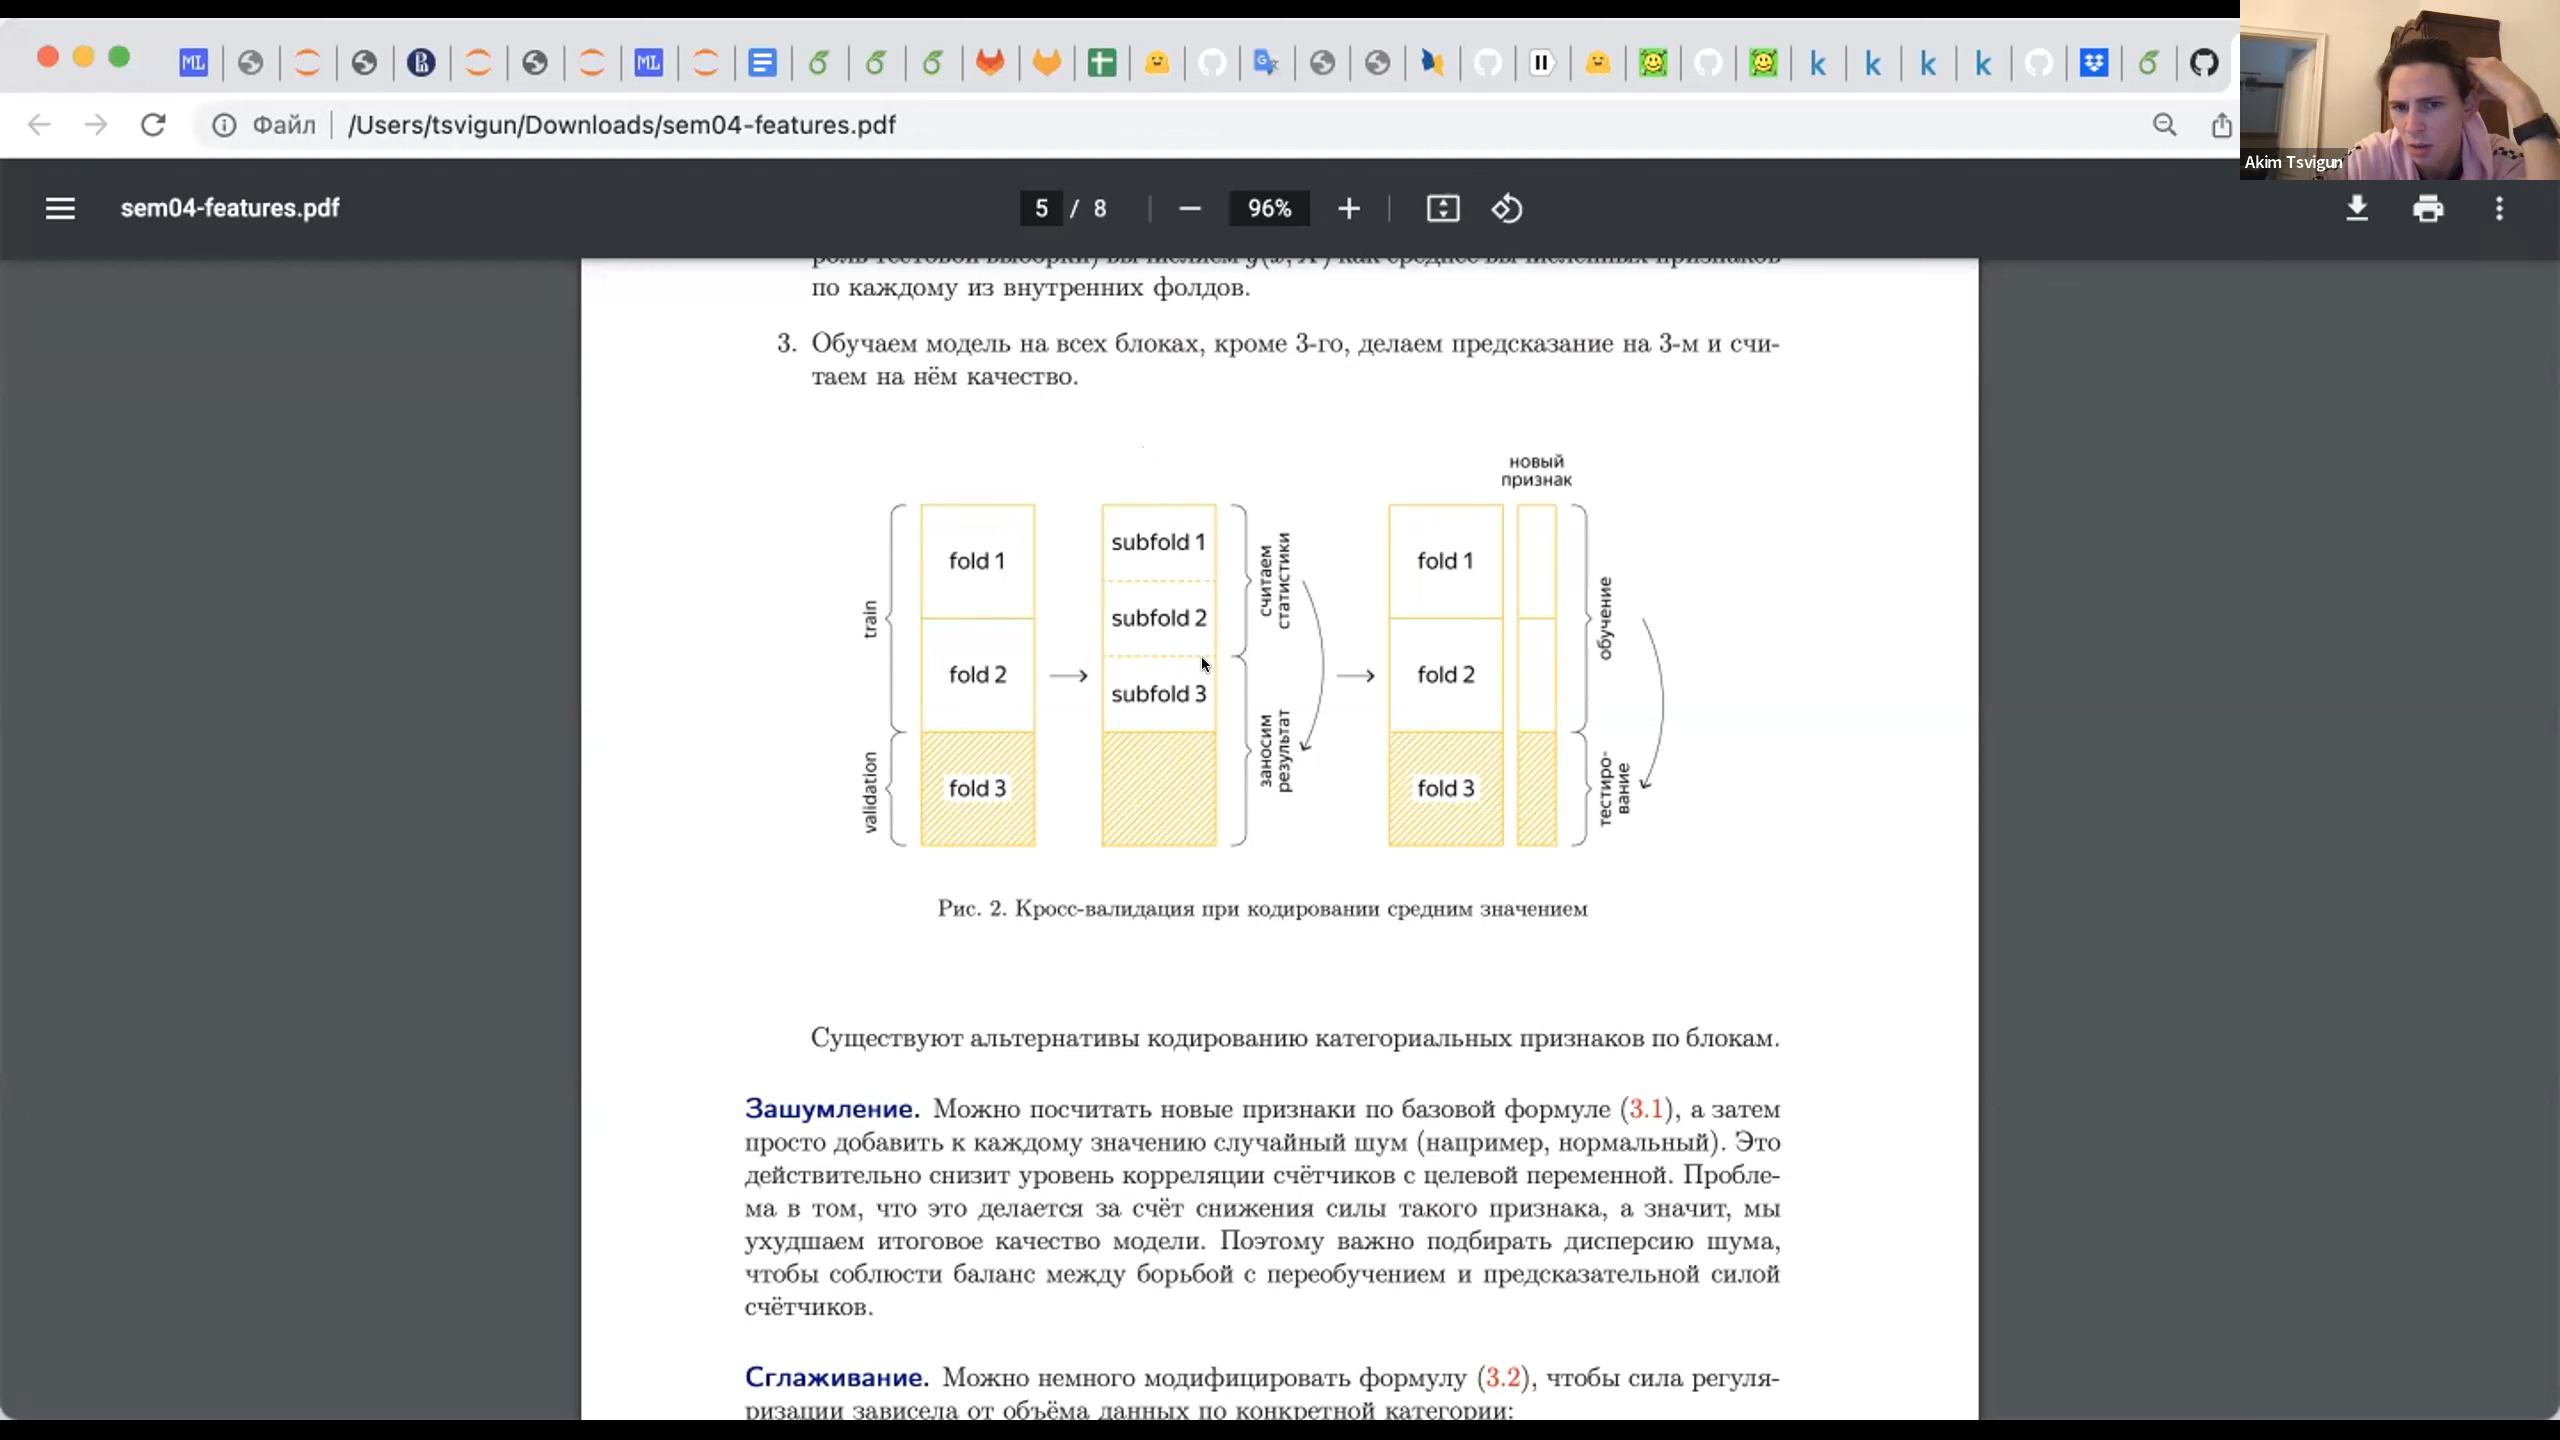 ML
ML
Файл
/Users/tsvigun/Downloads/sem04-features.pdf
Akim Tsvigun
sem04-features.pdf
5 / 8
96%
по каждому из внутренних фолдов.
3. Обучаем модель на всех блоках, кроме 3-го, делаем предсказание на 3-м и счи-
таем на нём качество.
новый
признак
train
validation
fold 1
fold 2
fold 3
subfold 1
subfold 2
subfold 3
считаем
статистики
заносим
результат
fold 1
fold 2
fold 3
обучение
тестиро-
вание
Рис. 2. Кросс-валидация при кодировании средним значением
Существуют альтернативы кодированию категориальных признаков по блокам.
Зашумление. Можно посчитать новые признаки по базовой формуле (3.1), а затем
просто добавить к каждому значению случайный шум (например, нормальный). Это
действительно снизит уровень корреляции счётчиков с целевой переменной. Пробле-
ма в том, что это делается за счёт снижения силы такого признака, а значит, мы
ухудшаем итоговое качество модели. Поэтому важно подбирать дисперсию шума,
чтобы соблюсти баланс между борьбой с переобучением и предсказательной силой
счётчиков.
Сглаживание. Можно немного модифицировать формулу (3.2), чтобы сила регуля-
ризации зависела от объёма данных по конкретной категории: